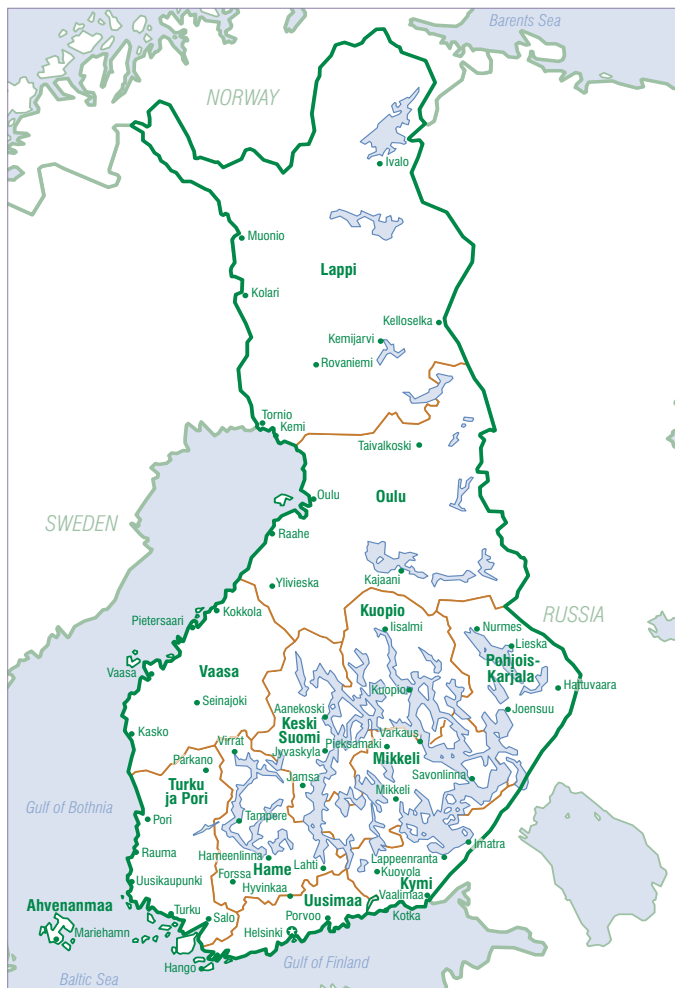 Barents Sea
NORWAY
Ivalo
Muonio
Lappi
Kolari
Kelloselka
Kemijarvi
Rovaniemi
Tornio
Kemi
Taivalkoski
Oulu
Oulu
SWEDEN
Raahe
Kajaani
Ylivieska
Kuopio
Kokkola
RUSSIA
Pietersaari
Iisalmi
Nurmes
Lieska
Pohjois-
Karjala
Vaasa
Vaasa
Kuopio
Hattuvaara
Seinajoki
Joensuu
Aanekoski
Keski
Suomi
Kasko
Varkaus
Virrat
Jyvaskyla
Pieksamaki
Mikkeli
Parkano
Savonlinna
Turku
ja Pori
Jamsa
Mikkeli
Gulf of Bothnia
Pori
Tampere
Imatra
Rauma
Hameenlinna
Lappeenranta
Hame
Lahti
Kuovola
Forssa
Uusikaupunki
Kymi
Hyvinkaa
Vaalimaa
Ahvenanmaa
Uusimaa
Turku
Salo
Porvoo
Kotka
Mariehamn
Helsinki
Gulf of Finland
Hango
Baltic Sea